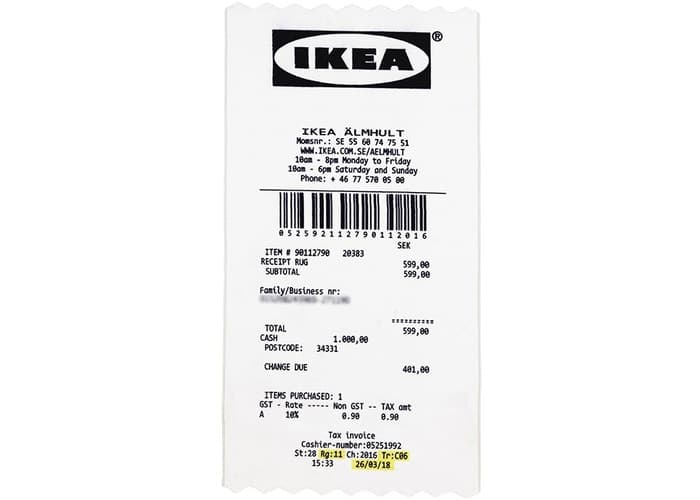 IKEA®
IKEA ÄLMHULT
Momsnr.: SE 55 60 74 75 51
WWW.IKEA.COM.SE/AELMHULT
10am - 8pm Monday to Friday
10am - 6pm Saturday and Sunday
Phone: + 46 77 570 05 00
052592112790112016
SEK
ITEM # 90112790 20383
RECEIPT RUG 599,00
SUBTOTAL 599,00
Family/Business nr:
==========
TOTAL 599,00
CASH 1.000,00
POSTCODE: 34331
CHANGE DUE 401,00
ITEMS PURCHASED: 1
GST - Rate ----- Non GST -- TAX amt
A 10% 0.90 0.90
Tax invoice
Cashier-number:05251992
St:28 Rg:11 Ch:2016 Tr:C06
15:33 26/03/18